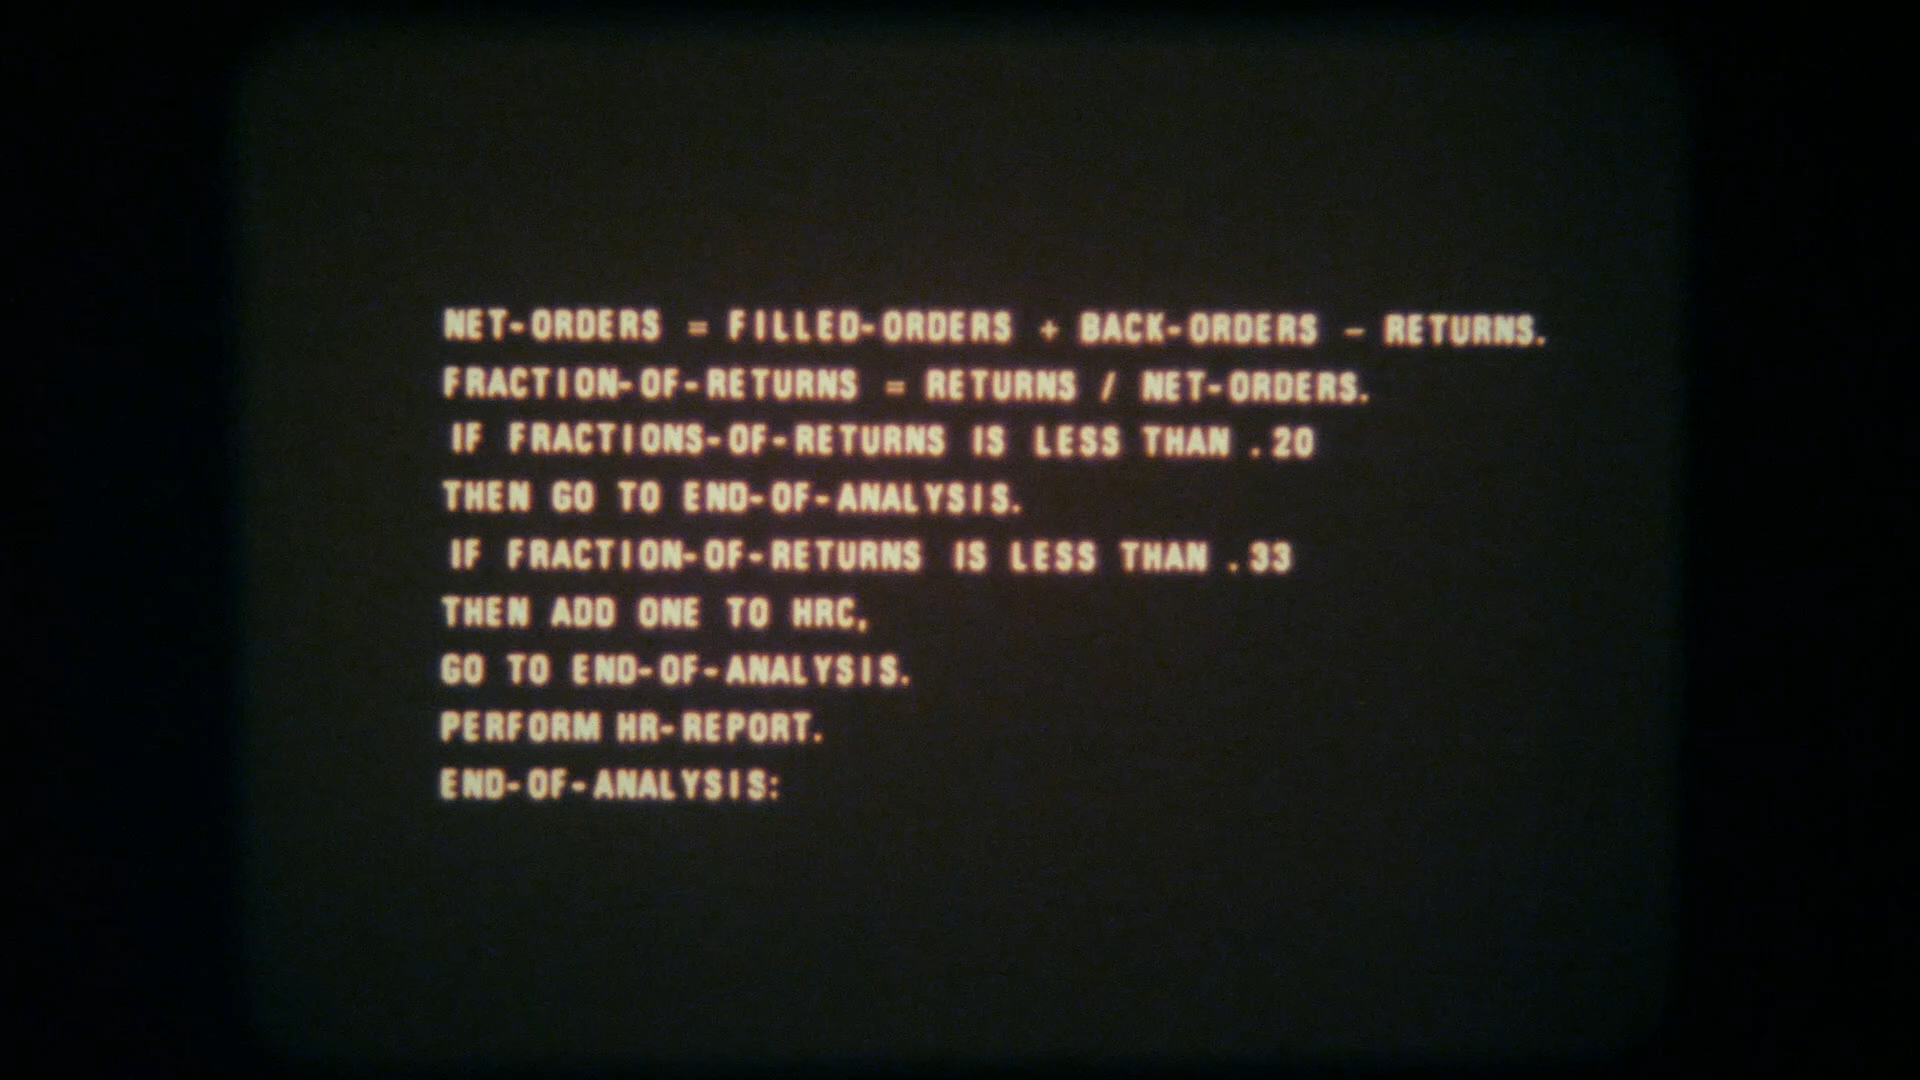 NET-ORDERS = FILLED-ORDERS + BACK-ORDERS - RETURNS.
FRACTION-OF-RETURNS = RETURNS / NET-ORDERS.
IF FRACTIONS-OF-RETURNS IS LESS THAN .20
THEN GO TO END-OF-ANALYSIS.
IF FRACTION-OF-RETURNS IS LESS THAN .33
THEN ADD ONE TO HRC,
GO TO END-OF-ANALYSIS.
PERFORM HR-REPORT.
END-OF-ANALYSIS: